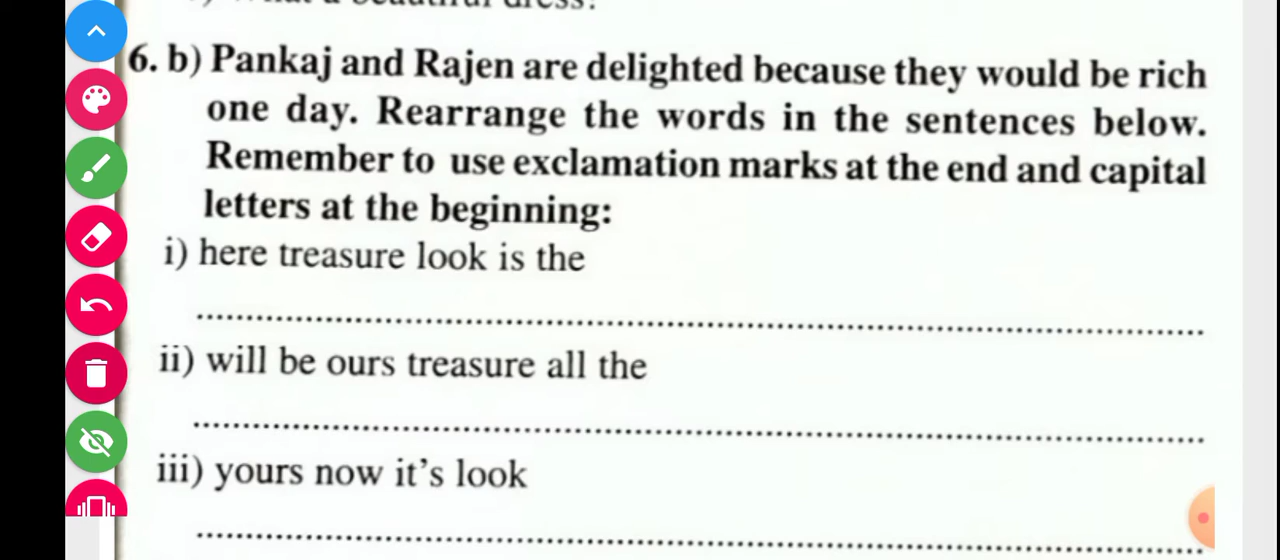 6. b) Pankaj and Rajen are delighted because they would be rich
one day. Rearrange the words in the sentences below.
Remember to use exclamation marks at the end and capital
letters at the beginning:
i) here treasure look is the
ii) will be ours treasure all the
iii) yours now it's look